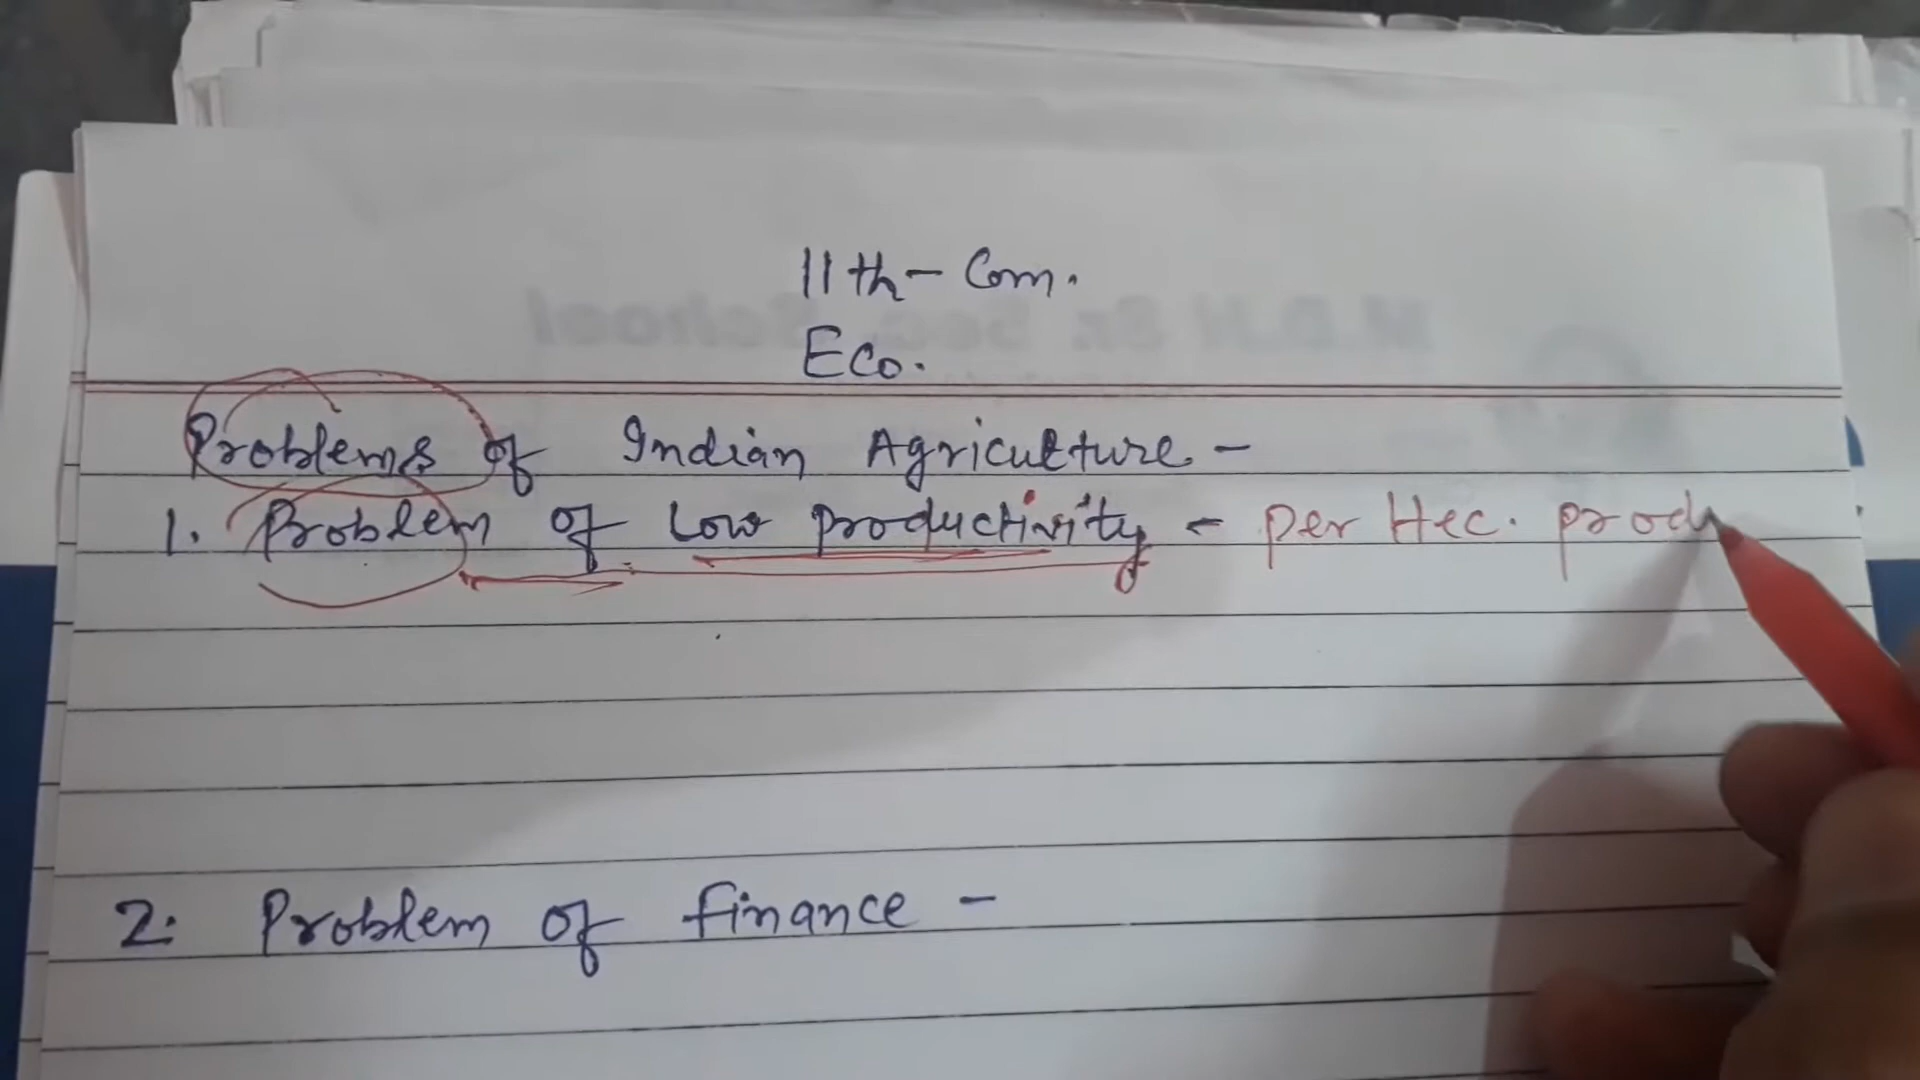 11th - Com.
Eco.
Problems of Indian Agriculture -
1. Problem of Low Productivity - per Hec. prod
2. Problem of finance -